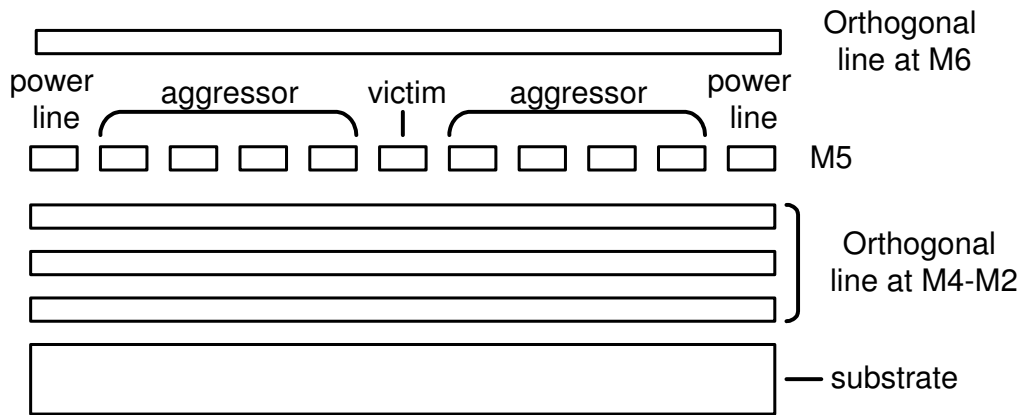 Orthogonal
line at M6
power
line
aggressor
victim
aggressor
power
line
M5
Orthogonal
line at M4-M2
substrate